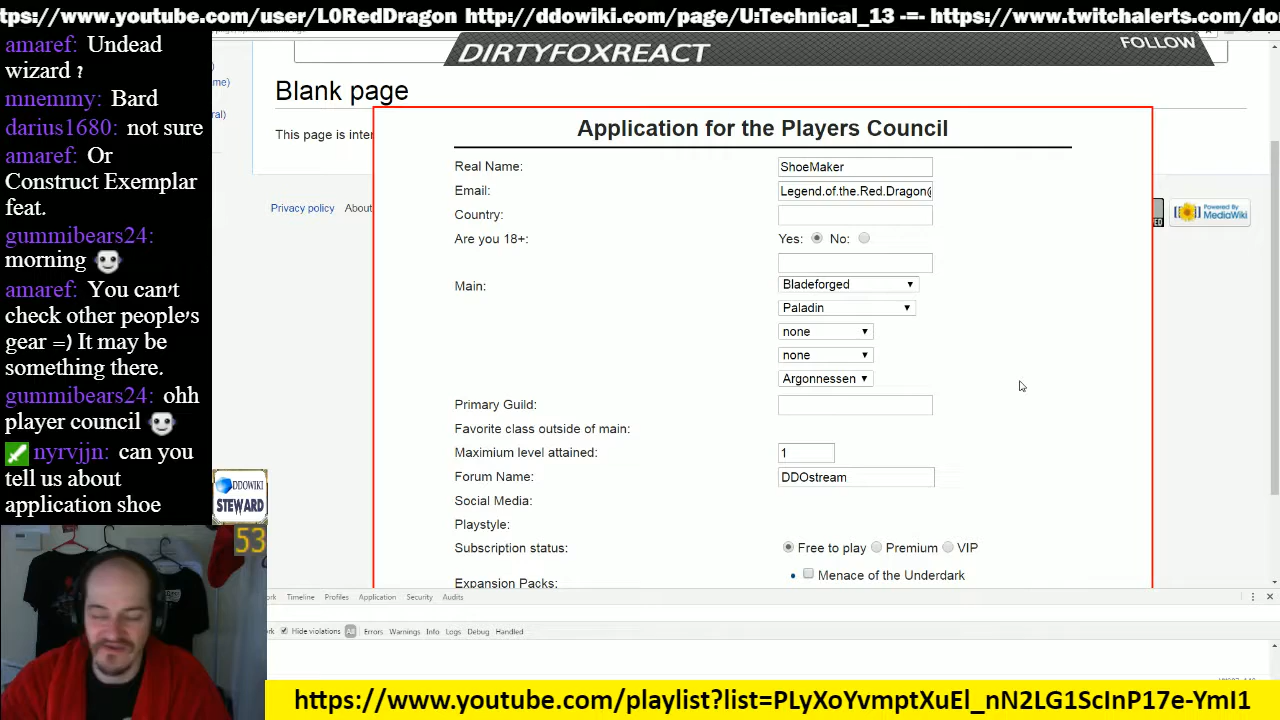 ttps://www.youtube.com/user/L0RedDragon http://ddowiki.com/page/U:Technical_13 -=- https://www.twitchalerts.com/do
amaref: Undead
wizard ?
mnemmy: Bard
darius1680: not sure
amaref: Or
Construct Exemplar
feat.
gummibears24:
morning
amaref: You can't
check other people's
gear =) It may be
something there.
gummibears24: ohh
player council
nyrvjjn: can you
tell us about
application shoe
DDOWIKI
STEWARD
53
DIRTYFOXREACT
FOLLOW
Blank page
This page is inter
Privacy policy About
Powered By
MediaWiki
Application for the Players Council
Real Name: ShoeMaker
Email: Legend.of.the.Red.Dragon@
Country:
Are you 18+: Yes: No:
Main: Bladeforged
Paladin
none
none
Argonnessen
Primary Guild:
Favorite class outside of main:
Maximium level attained: 1
Forum Name: DDOstream
Social Media:
Playstyle:
Subscription status: Free to play Premium VIP
Expansion Packs: Menace of the Underdark
ork Timeline Profiles Application Security Audits
Hide violations All Errors Warnings Info Logs Debug Handled
https://www.youtube.com/playlist?list=PLyXoYvmptXuEl_nN2LG1ScInP17e-YmI1